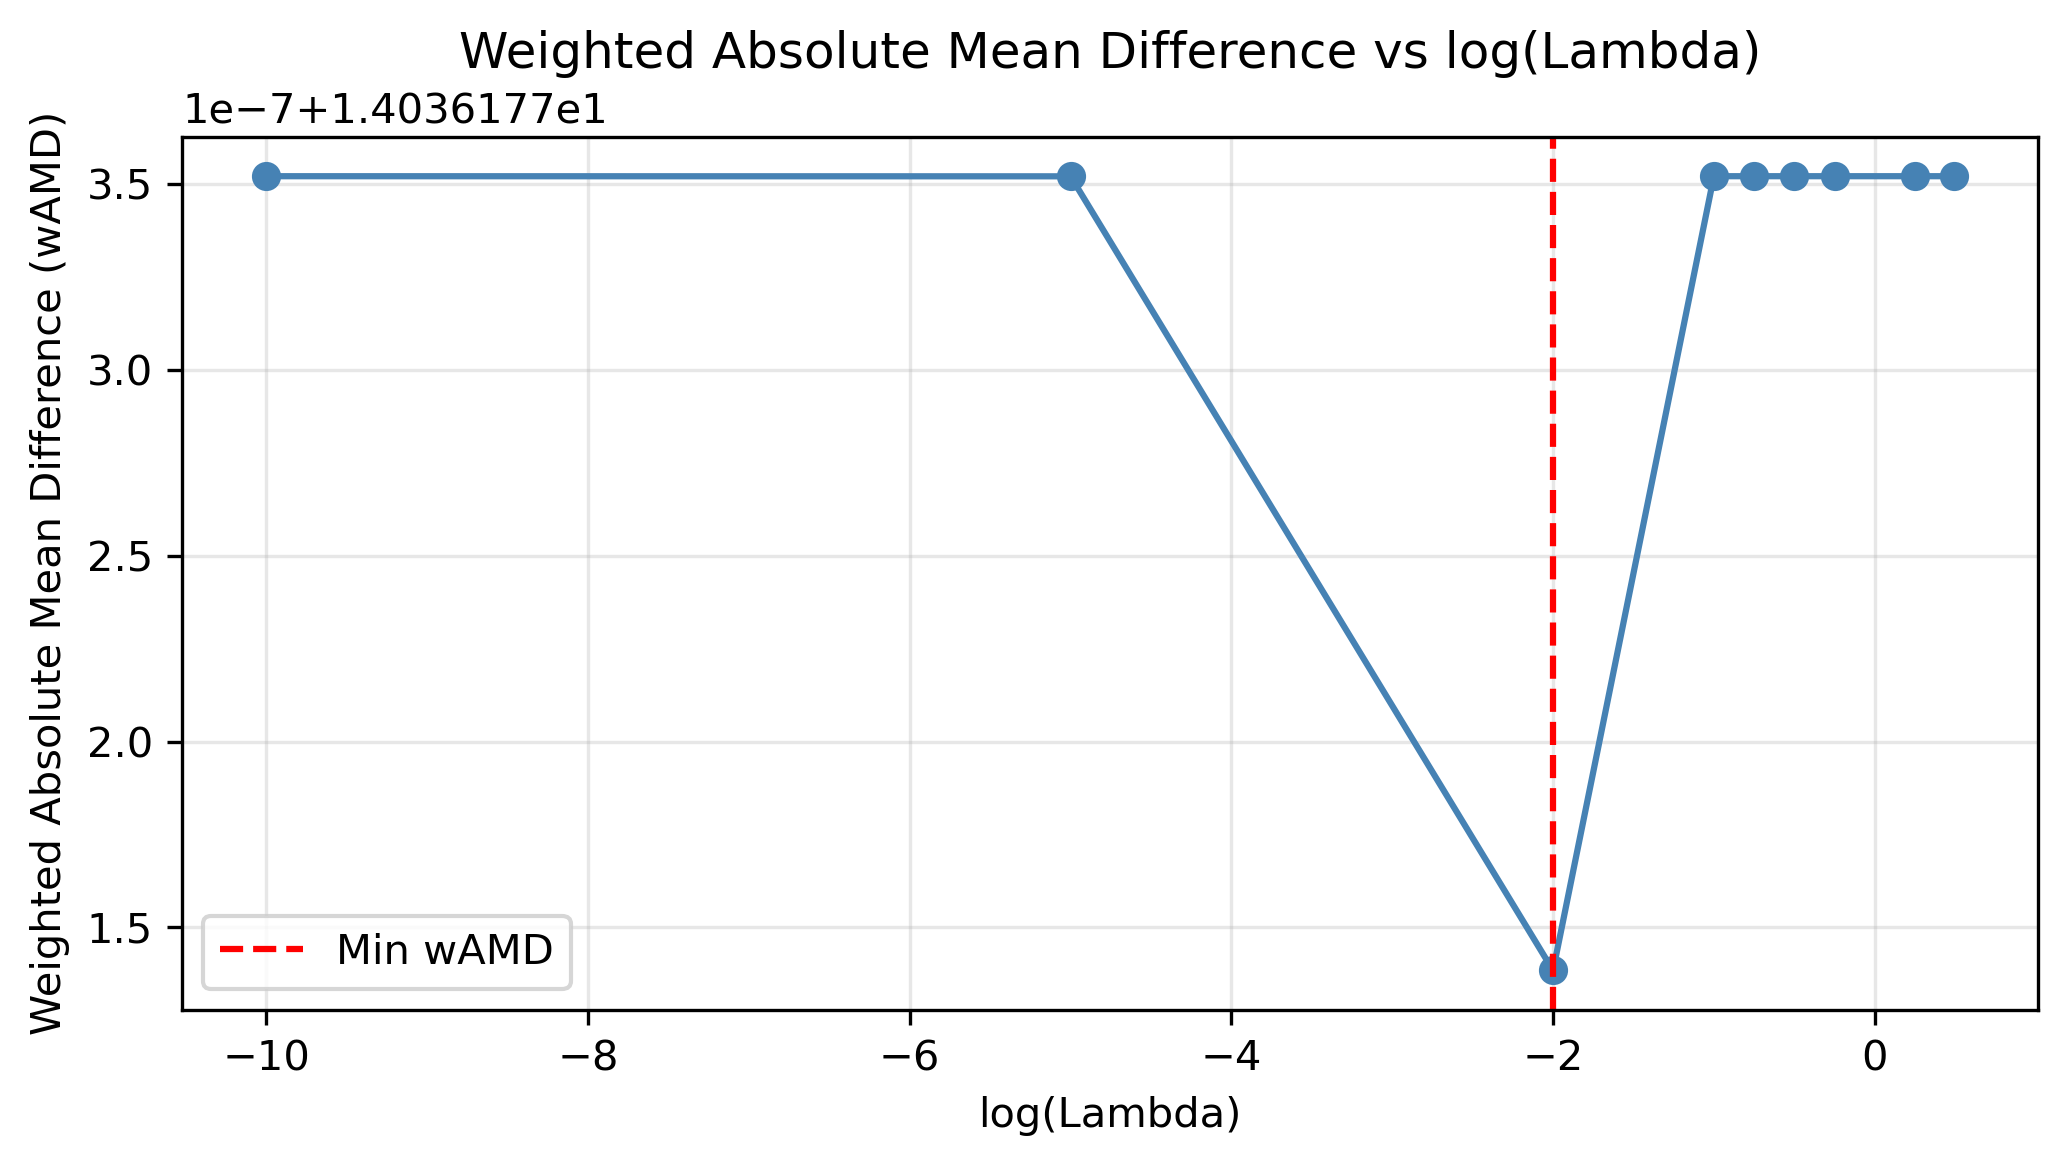 Weighted Absolute Mean Difference vs log(Lambda)
1e−7+1.4036177e1
Weighted Absolute Mean Difference (wAMD)
3.5
3.0
2.5
2.0
1.5
Min wAMD
−10
−8
−6
−4
−2
0
log(Lambda)